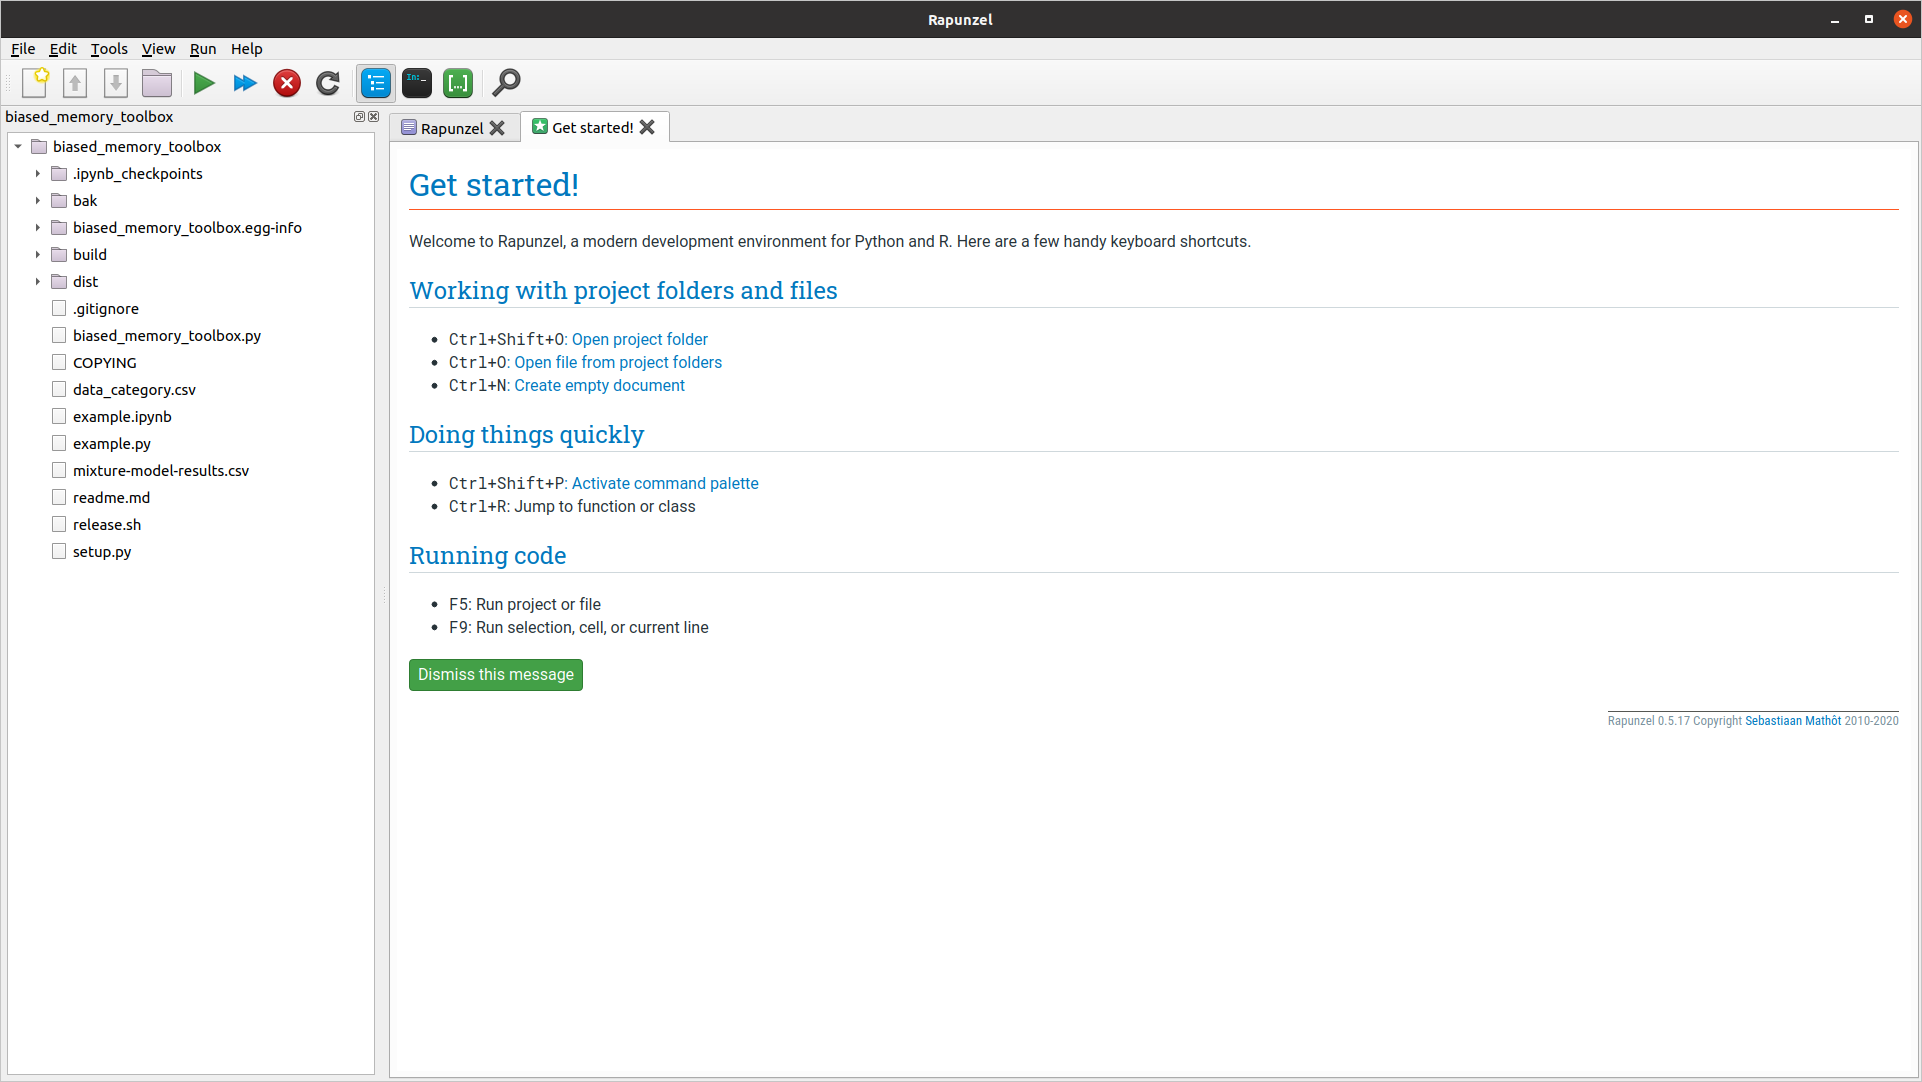 Rapunzel
File Edit Tools View Run Help
In:_
[...]
biased_memory_toolbox
biased_memory_toolbox
.ipynb_checkpoints
bak
biased_memory_toolbox.egg-info
build
dist
.gitignore
biased_memory_toolbox.py
COPYING
data_category.csv
example.ipynb
example.py
mixture-model-results.csv
readme.md
release.sh
setup.py
Rapunzel
Get started!
Get started!
Welcome to Rapunzel, a modern development environment for Python and R. Here are a few handy keyboard shortcuts.
Working with project folders and files
Ctrl+Shift+O: Open project folder
Ctrl+O: Open file from project folders
Ctrl+N: Create empty document
Doing things quickly
Ctrl+Shift+P: Activate command palette
Ctrl+R: Jump to function or class
Running code
F5: Run project or file
F9: Run selection, cell, or current line
Dismiss this message
Rapunzel 0.5.17 Copyright Sebastiaan Mathôt 2010-2020